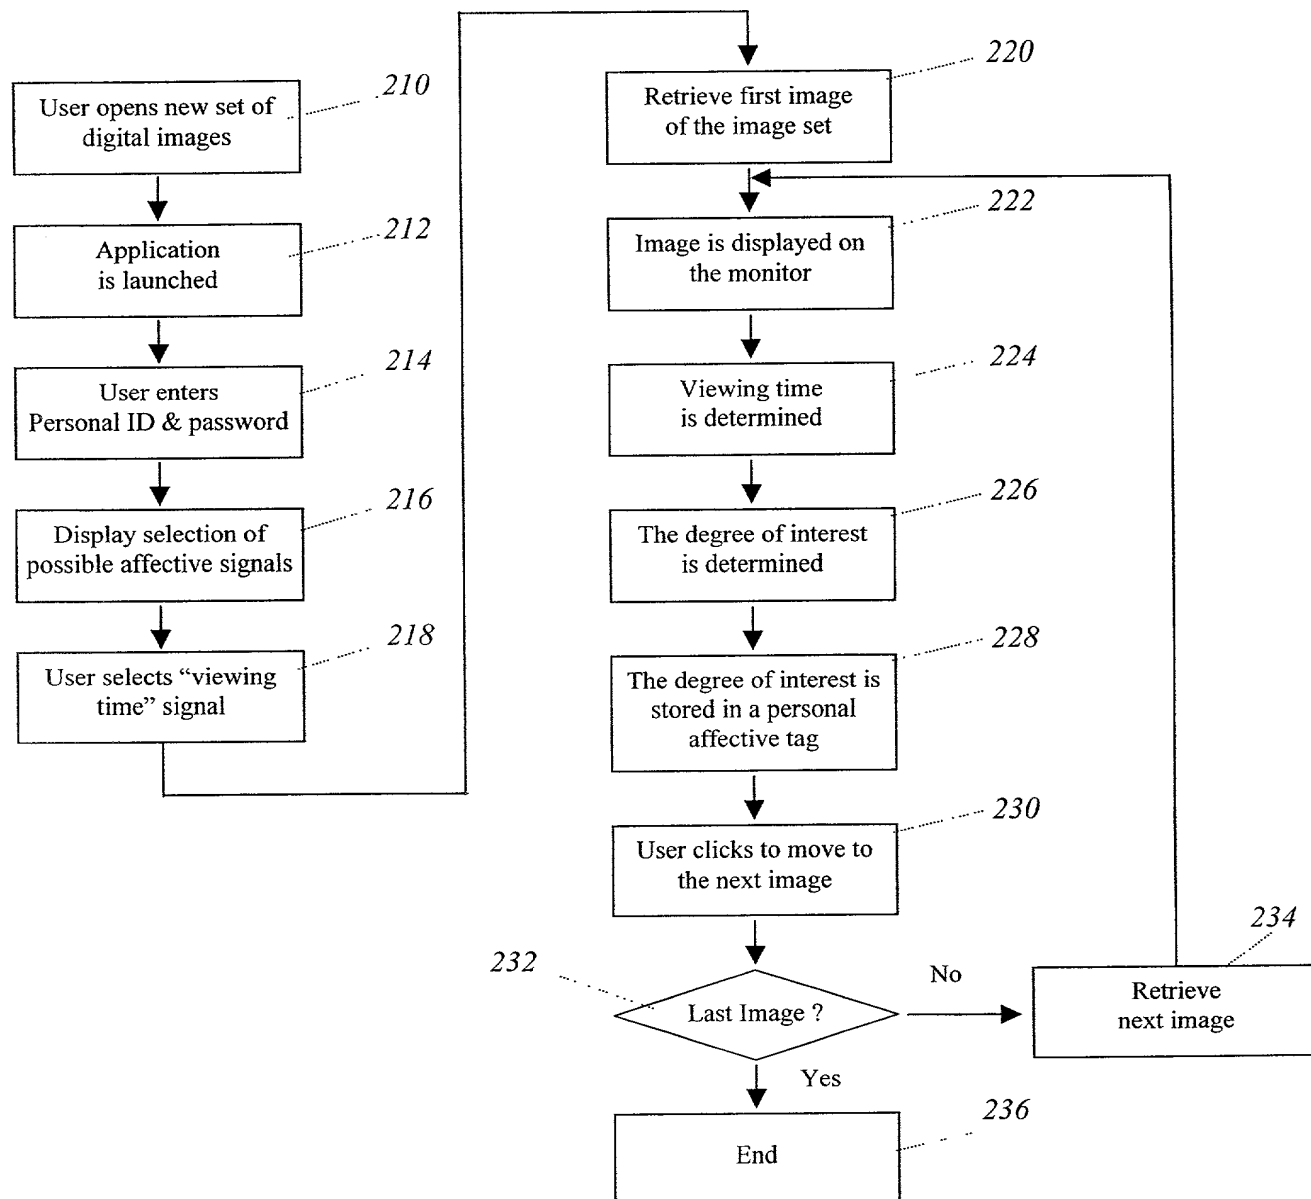 210
User opens new set of
digital images
212
Application
is launched
214
User enters
Personal ID & password
216
Display selection of
possible affective signals
218
User selects “viewing
time” signal
220
Retrieve first image
of the image set
222
Image is displayed on
the monitor
224
Viewing time
is determined
226
The degree of interest
is determined
228
The degree of interest is
stored in a personal
affective tag
230
User clicks to move to
the next image
232
Last Image ?
No
234
Retrieve
next image
Yes
236
End